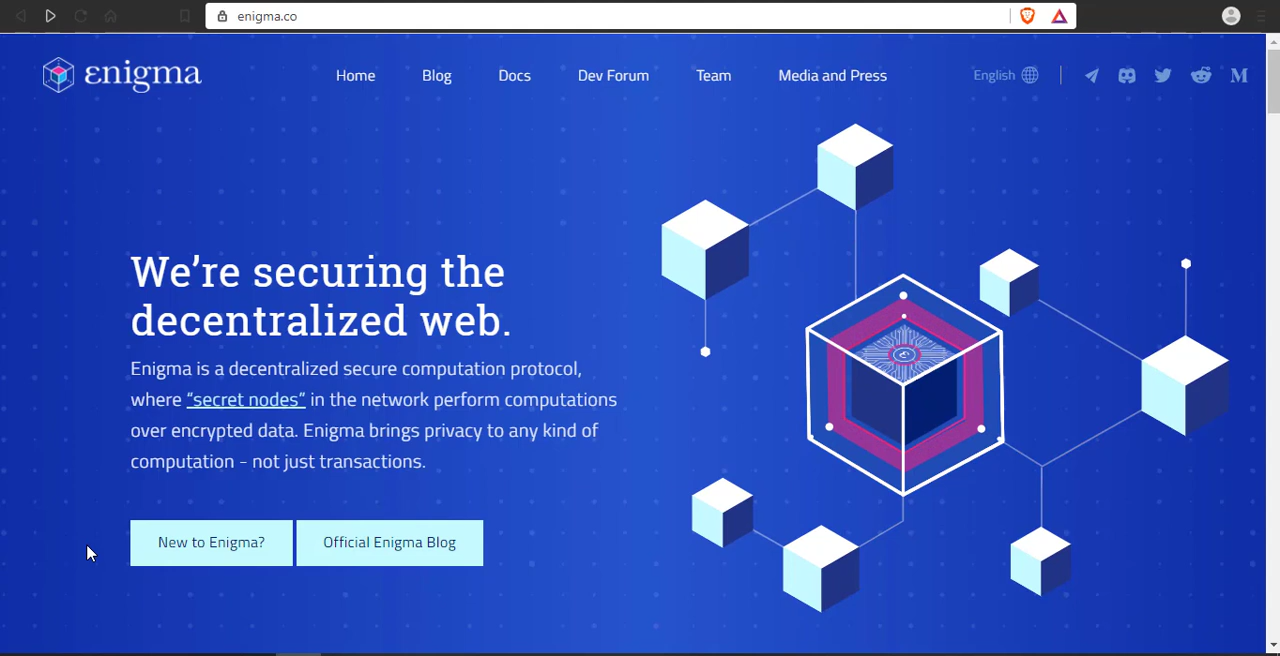 enigma.co
εnigma
Home Blog Docs Dev Forum Team Media and Press English
We’re securing the
decentralized web.
Enigma is a decentralized secure computation protocol,
where “secret nodes” in the network perform computations
over encrypted data. Enigma brings privacy to any kind of
computation - not just transactions.
New to Enigma? Official Enigma Blog